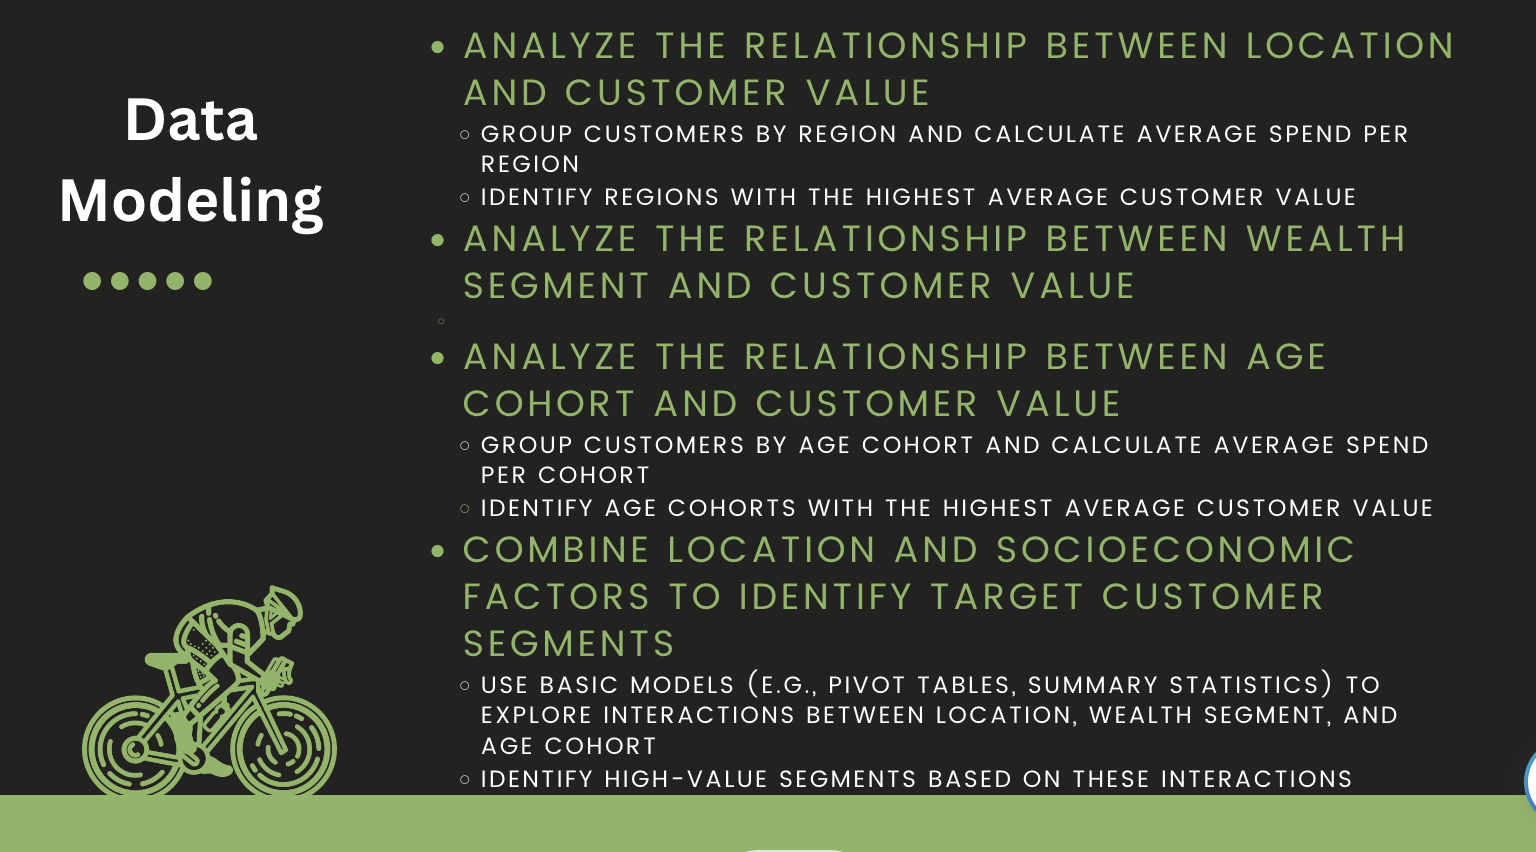 Data
Modeling
ANALYZE THE RELATIONSHIP BETWEEN LOCATION
AND CUSTOMER VALUE
GROUP CUSTOMERS BY REGION AND CALCULATE AVERAGE SPEND PER
REGION
IDENTIFY REGIONS WITH THE HIGHEST AVERAGE CUSTOMER VALUE
ANALYZE THE RELATIONSHIP BETWEEN WEALTH
SEGMENT AND CUSTOMER VALUE
ANALYZE THE RELATIONSHIP BETWEEN AGE
COHORT AND CUSTOMER VALUE
GROUP CUSTOMERS BY AGE COHORT AND CALCULATE AVERAGE SPEND
PER COHORT
IDENTIFY AGE COHORTS WITH THE HIGHEST AVERAGE CUSTOMER VALUE
COMBINE LOCATION AND SOCIOECONOMIC
FACTORS TO IDENTIFY TARGET CUSTOMER
SEGMENTS
USE BASIC MODELS (E.G., PIVOT TABLES, SUMMARY STATISTICS) TO
EXPLORE INTERACTIONS BETWEEN LOCATION, WEALTH SEGMENT, AND
AGE COHORT
IDENTIFY HIGH-VALUE SEGMENTS BASED ON THESE INTERACTIONS